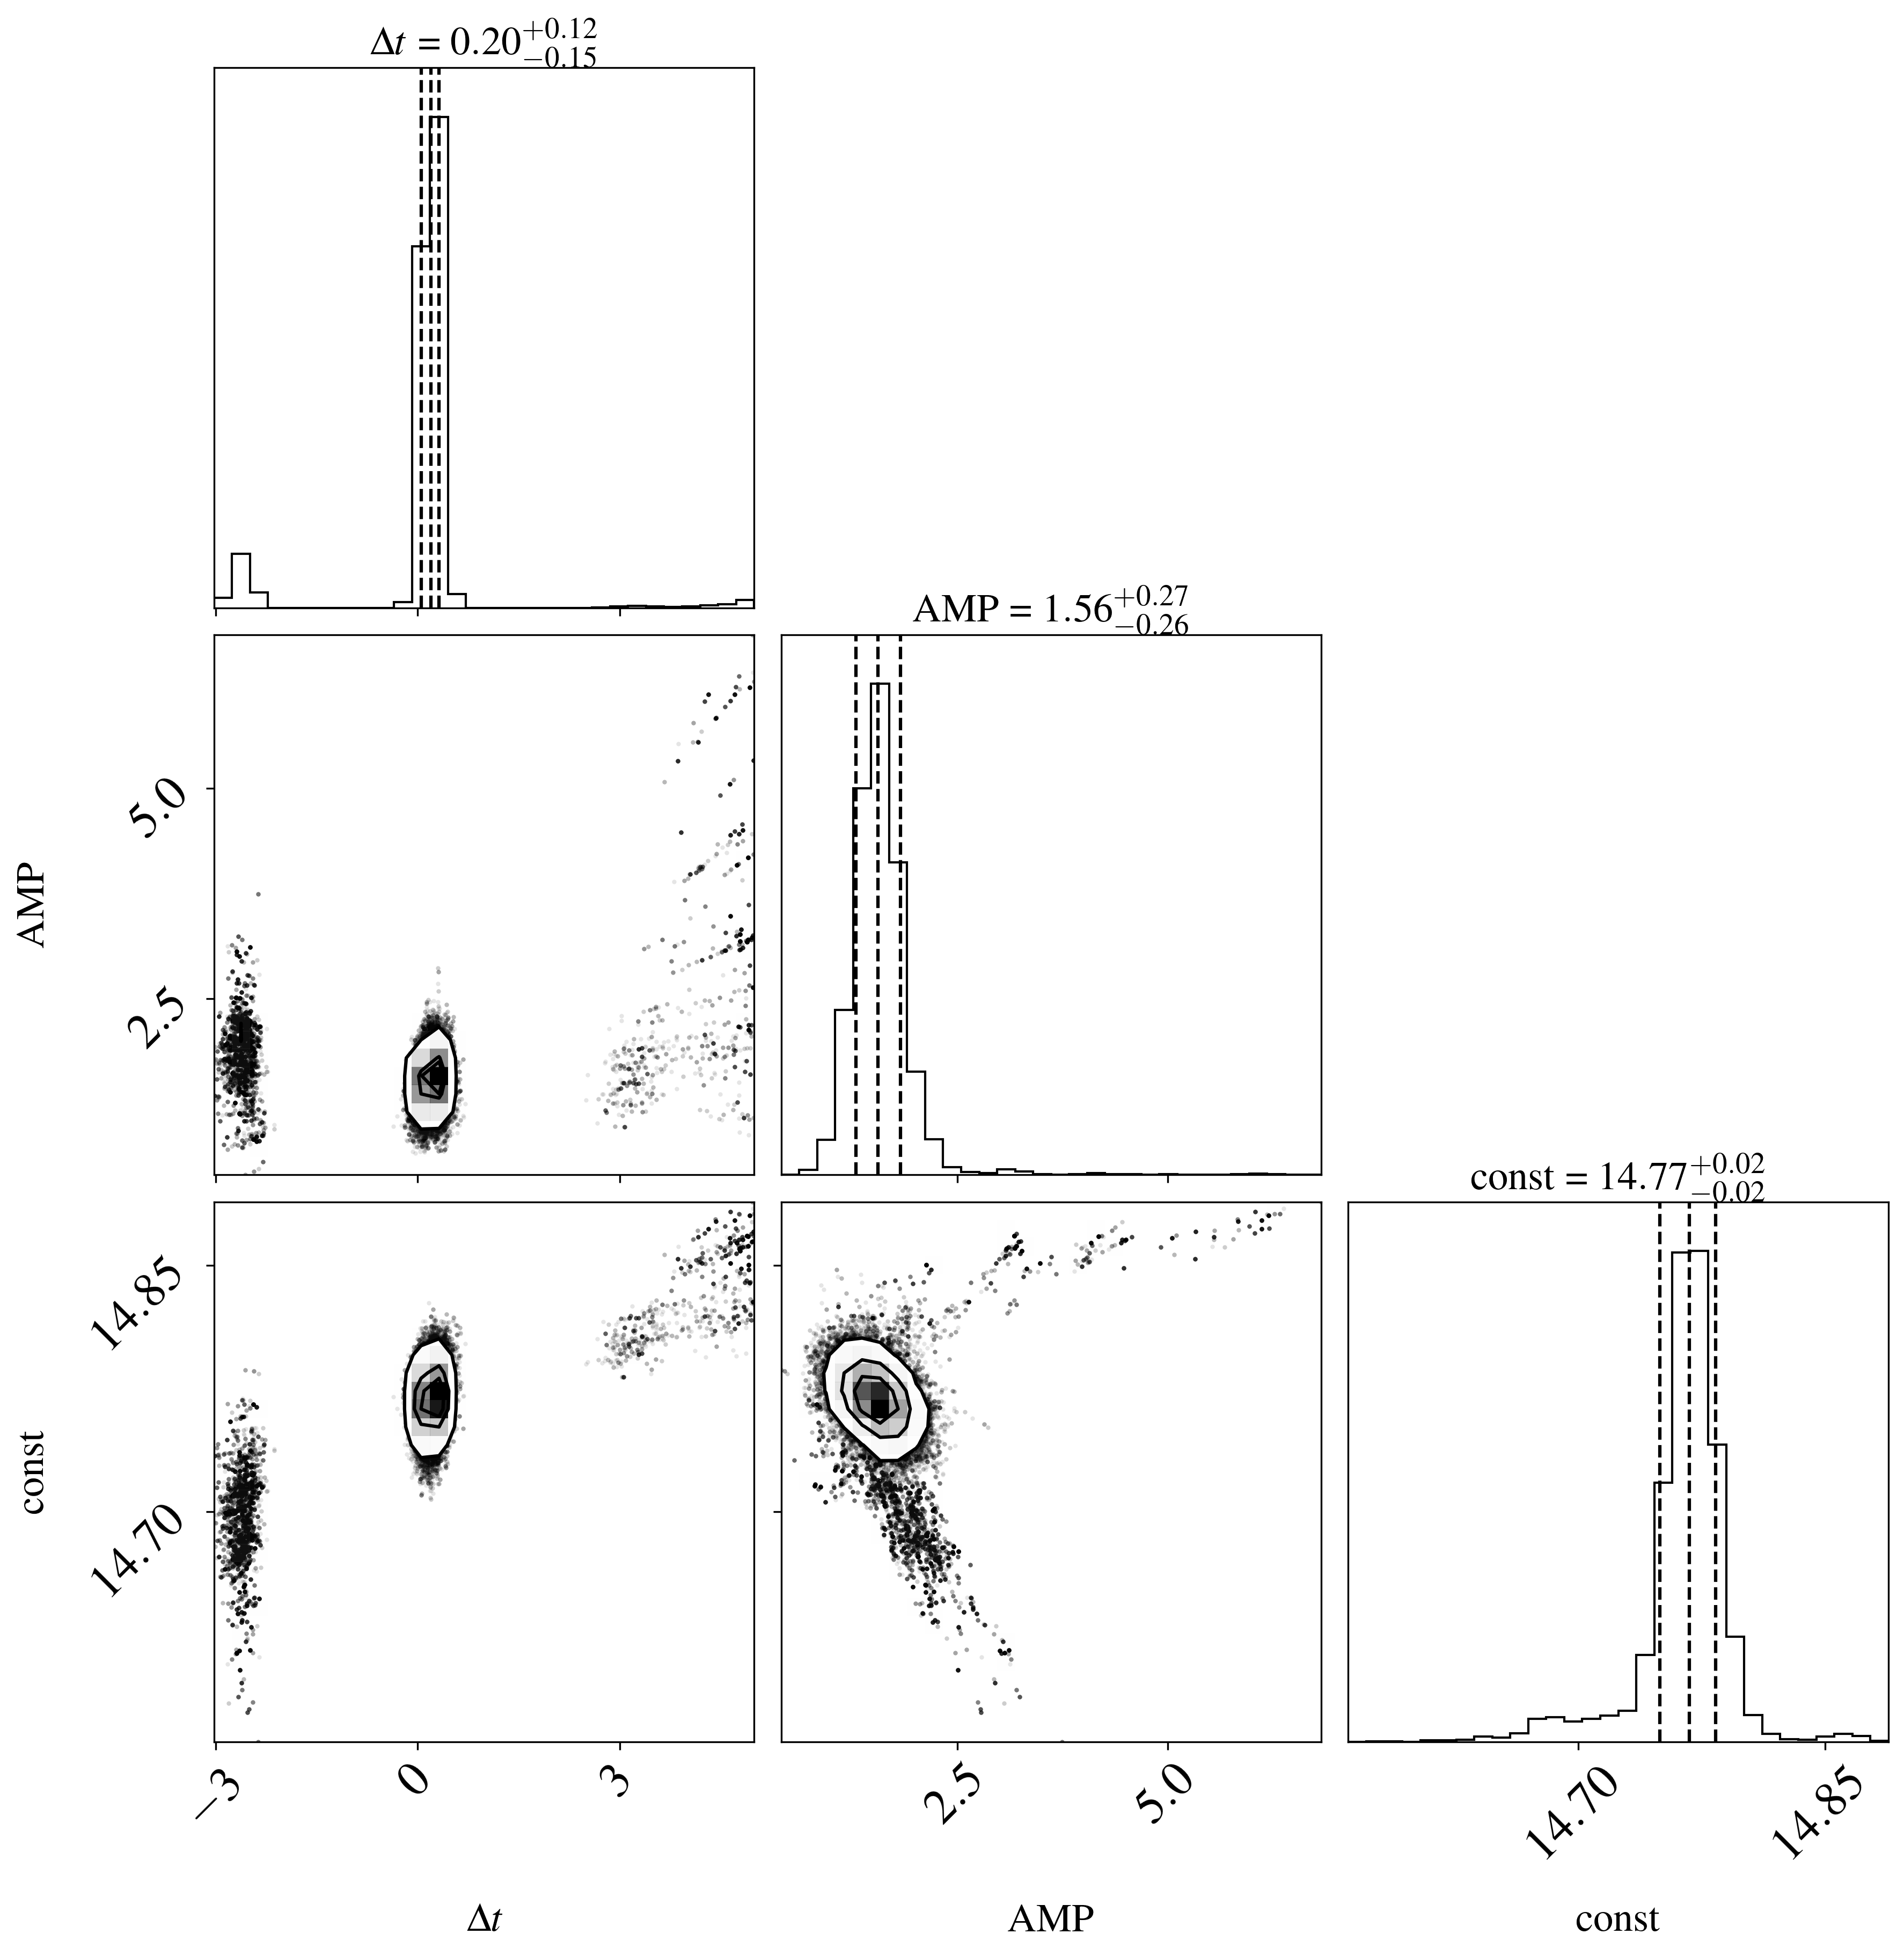 Δt = 0.20+0.12 −0.15
AMP = 1.56+0.27 −0.26
AMP
5.0
2.5
const = 14.77+0.02 −0.02
const
14.85
14.70
−3 0 3 2.5 5.0 14.70 14.85
Δt AMP const